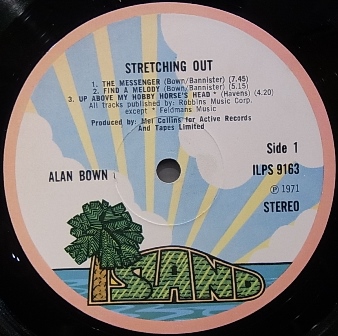 STRETCHING OUT
1. THE MESSENGER (Bown/Bannister) (7.45)
2. FIND A MELODY (Bown/Bannister) (5.15)
3. UP ABOVE MY HOBBY HORSE'S HEAD * (Havens) (4.20)
All tracks published by: Robbins Music Corp.
except * Feldmans Music
Produced by: Mel Collins for Active Records
And Tapes Limited
Side 1
ALAN BOWN
ILPS 9163
℗ 1971
STEREO
ISLAND